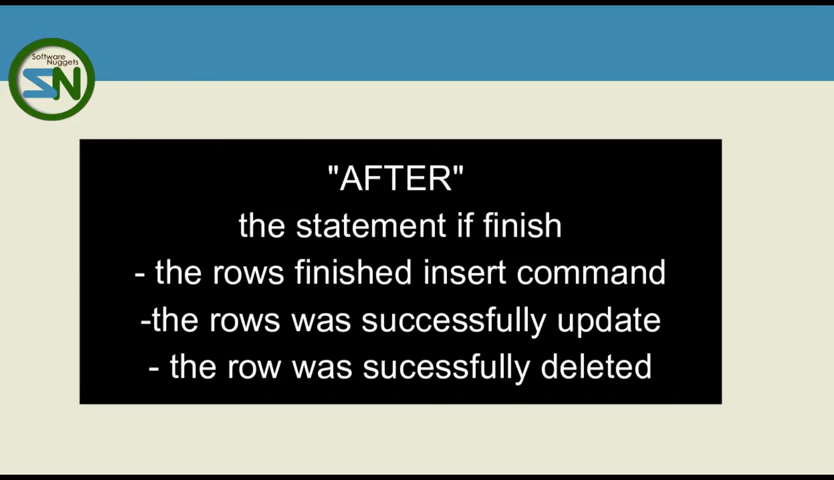 Software
Nuggets
SN
"AFTER"
the statement if finish
- the rows finished insert command
-the rows was successfully update
- the row was sucessfully deleted